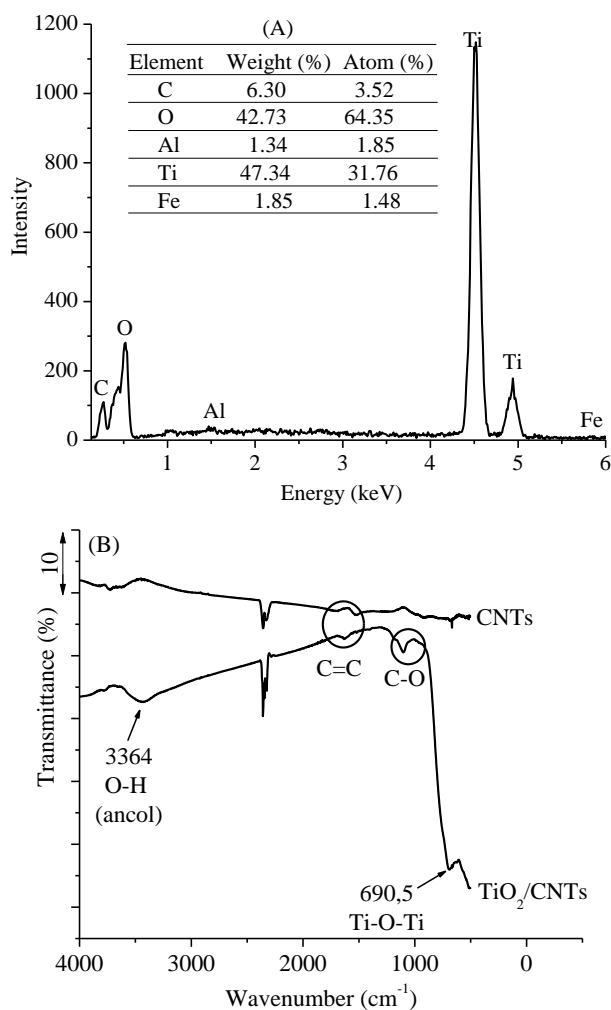 (A)
Element Weight (%) Atom (%)
C 6.30 3.52
O 42.73 64.35
Al 1.34 1.85
Ti 47.34 31.76
Fe 1.85 1.48
Ti
Ti
O
C
Al
Fe
1200
1000
800
600
400
200
0
Intensity
1 2 3 4 5 6
Energy (keV)
(B)
10
CNTs
C=C
C-O
3364
O-H
(ancol)
690,5
Ti-O-Ti
TiO₂/CNTs
Transmittance (%)
4000 3000 2000 1000 0
Wavenumber (cm⁻¹)